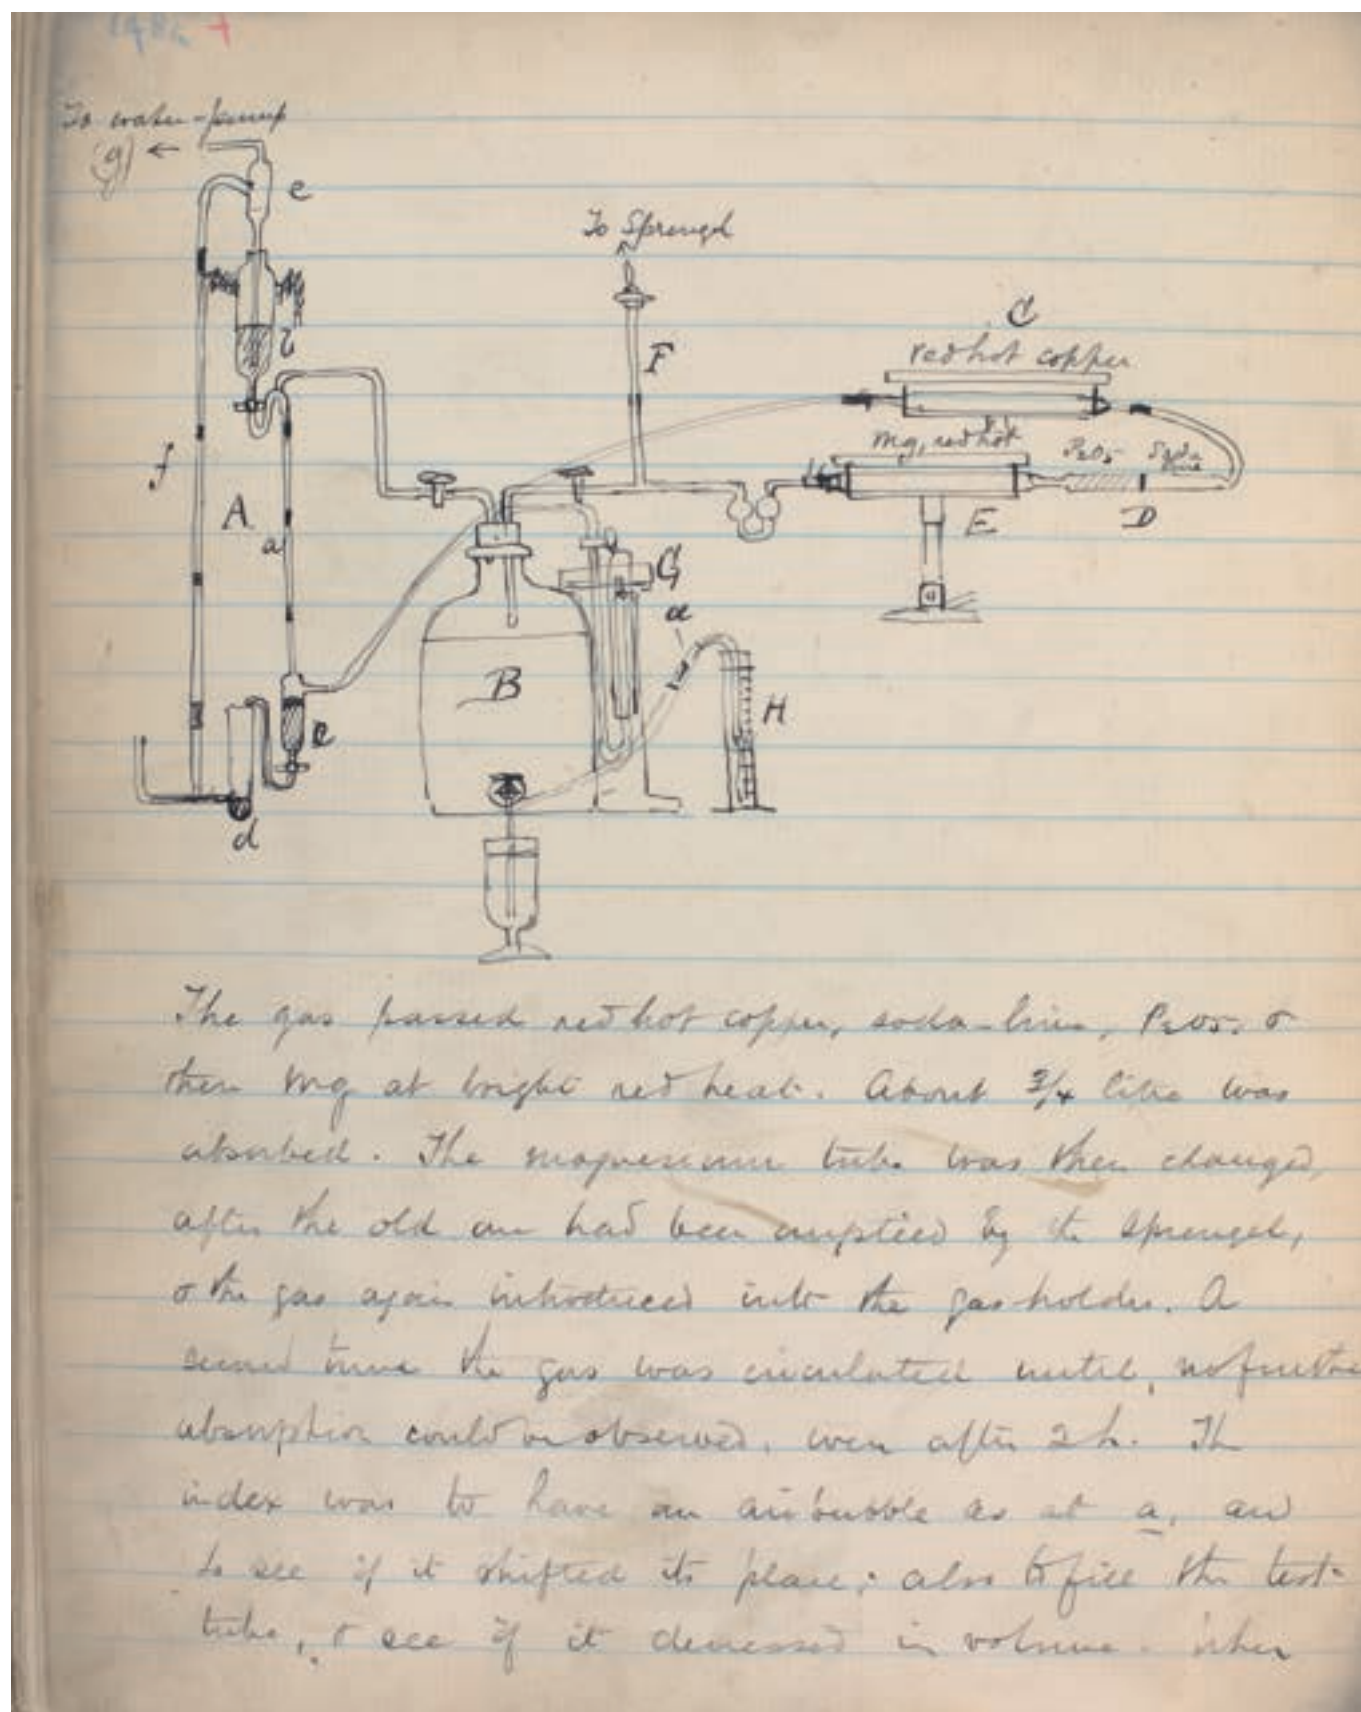 To water-pump
(g)
e
To Sprengel
C
red hot copper
b
F
Mg, red hot
P2O5
Soda lime
f
A
a
E
D
G
a
B
H
e
d
The gas passed red hot copper, soda-lime, P2O5, &
then Mg at bright red heat. About 3/4 litre was
absorbed. The magnesium tube was then changed,
after the old one had been emptied by the Sprengel,
& the gas again introduced into the gas-holder. A
second time the gas was circulated until, no further
absorption could be observed, even after 2 h. The
index was to have an air bubble as at a, and
to see if it shifted its place; also to fill the test-
tube, & see if it decreased in volume. When